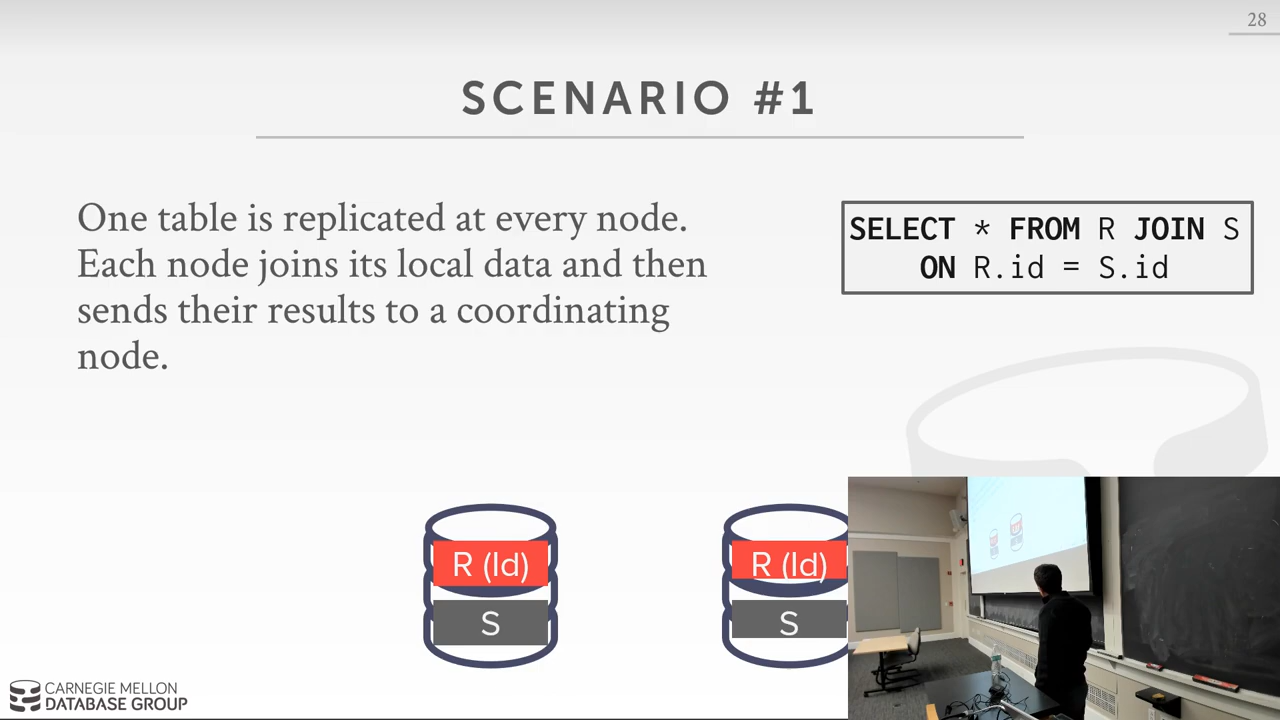 28
SCENARIO #1
One table is replicated at every node.
Each node joins its local data and then
sends their results to a coordinating
node.
SELECT * FROM R JOIN S
ON R.id = S.id
R (Id)
S
R (Id)
S
CARNEGIE MELLON
DATABASE GROUP